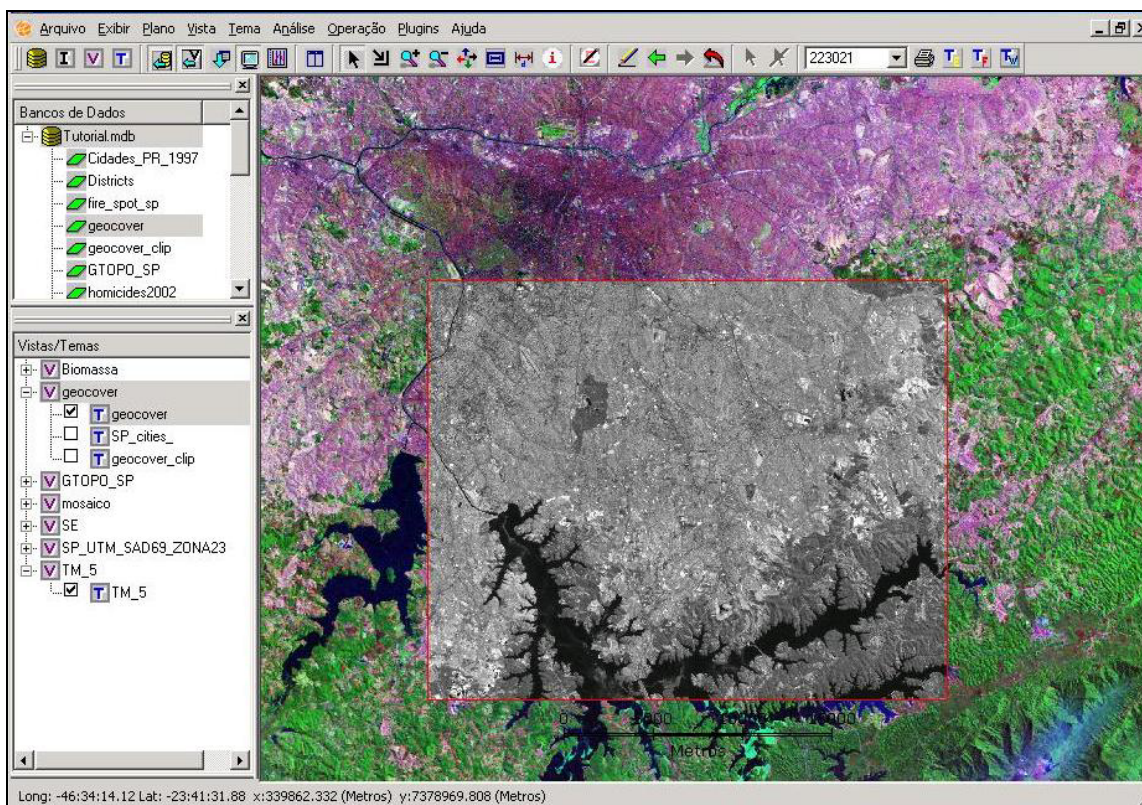 Arquivo Exibir Plano Vista Tema Análise Operação Plugins Ajuda
I V T 223021
Bancos de Dados
Tutorial.mdb
Cidades_PR_1997
Districts
fire_spot_sp
geocover
geocover_clip
GTOPO_SP
homicides2002
Vistas/Temas
V Biomassa
V geocover
T geocover
T SP_cities_
T geocover_clip
V GTOPO_SP
V mosaico
V SE
V SP_UTM_SAD69_ZONA23
V TM_5
T TM_5
0
Metros
Long: -46:34:14.12 Lat: -23:41:31.88 x:339862.332 (Metros) y:7378969.808 (Metros)